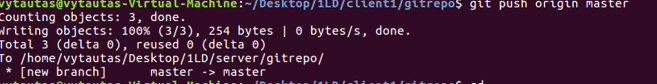 vytautas@vytautas-Virtual-Machine:~/Desktop/1LD/client1/gitrepo$ git push origin master
Counting objects: 3, done.
Writing objects: 100% (3/3), 254 bytes | 0 bytes/s, done.
Total 3 (delta 0), reused 0 (delta 0)
To /home/vytautas/Desktop/1LD/server/gitrepo/
 * [new branch]      master -> master